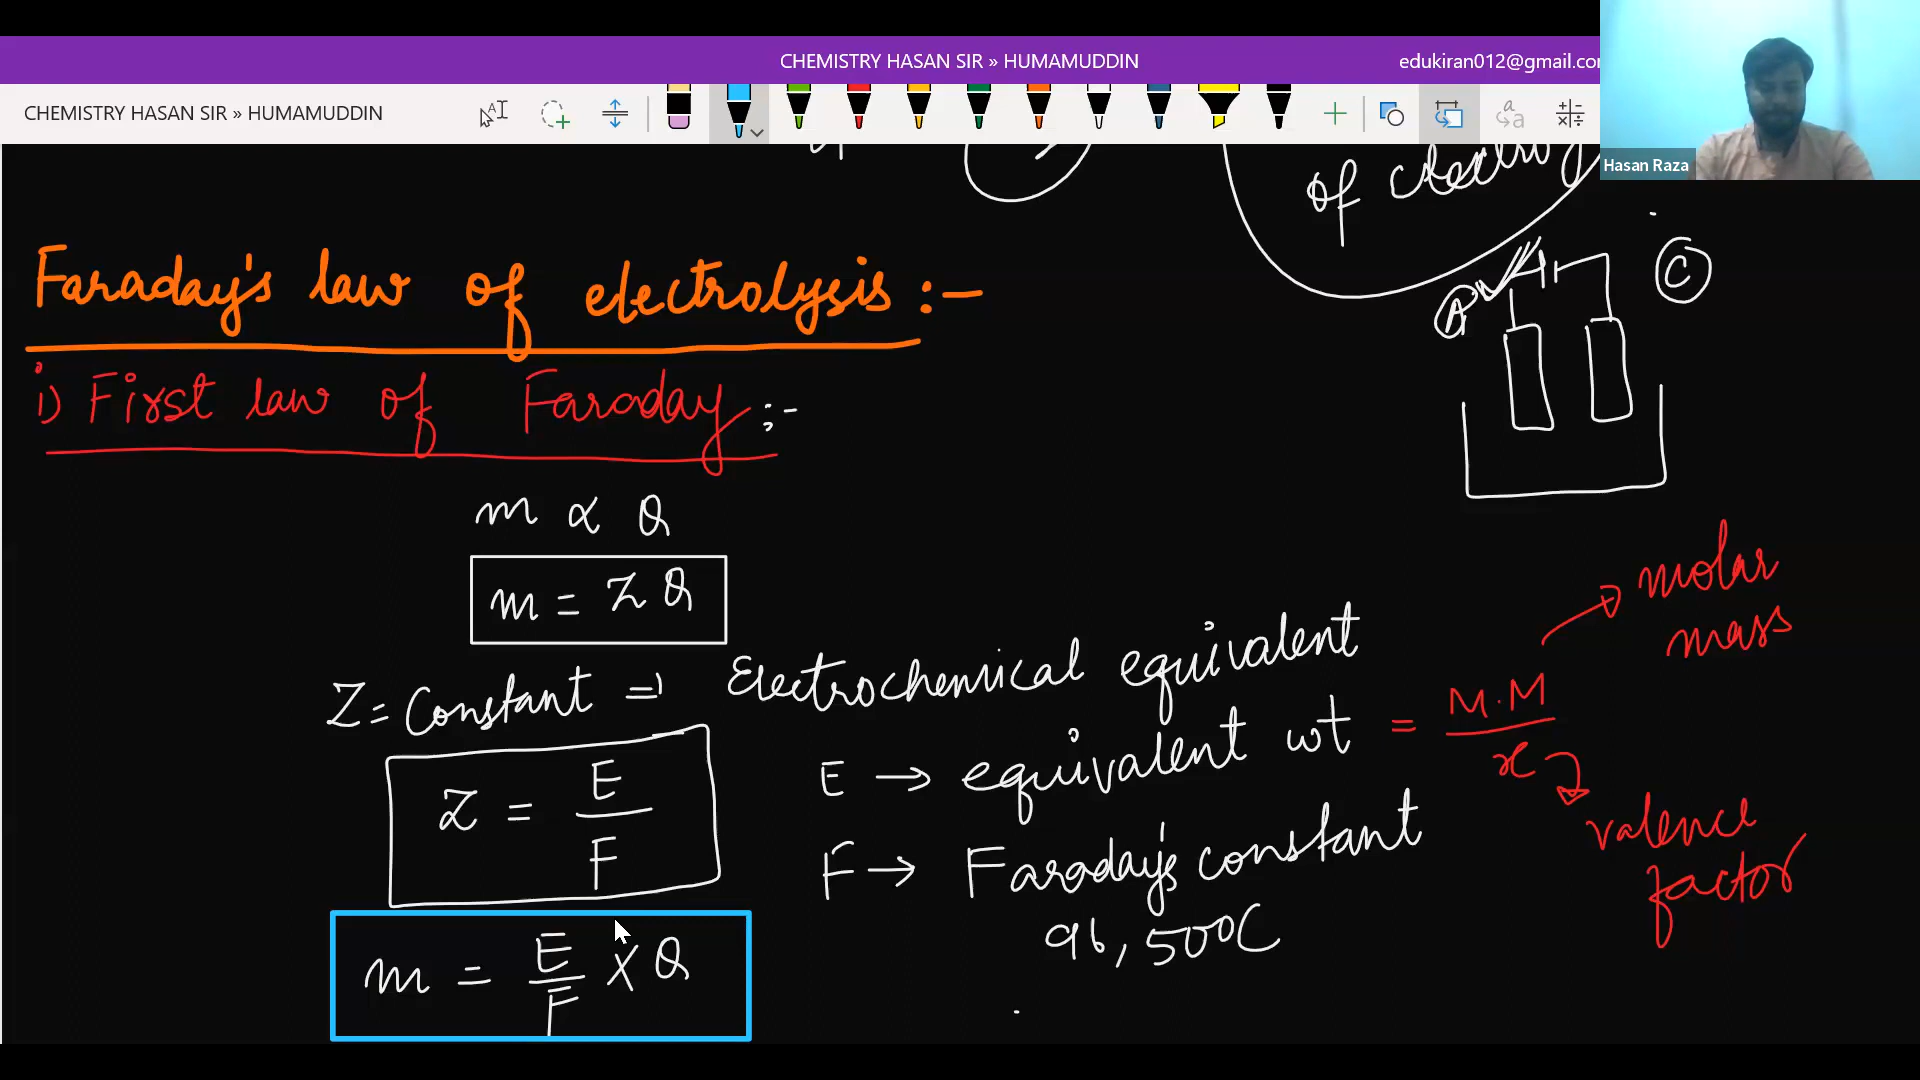 CHEMISTRY HASAN SIR » HUMAMUDDIN
edukiran012@gmail.co
CHEMISTRY HASAN SIR » HUMAMUDDIN
Hasan Raza
of
Faraday's law of electrolysis :-
A
C
i) First law of Faraday :-
m ∝ Q
m = Z Q
Z = Constant ⇒ Electrochemical equivalent
Z = E/F
E → equivalent wt = M.M/x
molar mass
valence factor
F → Faraday's constant
96,500C
m = E/F × Q